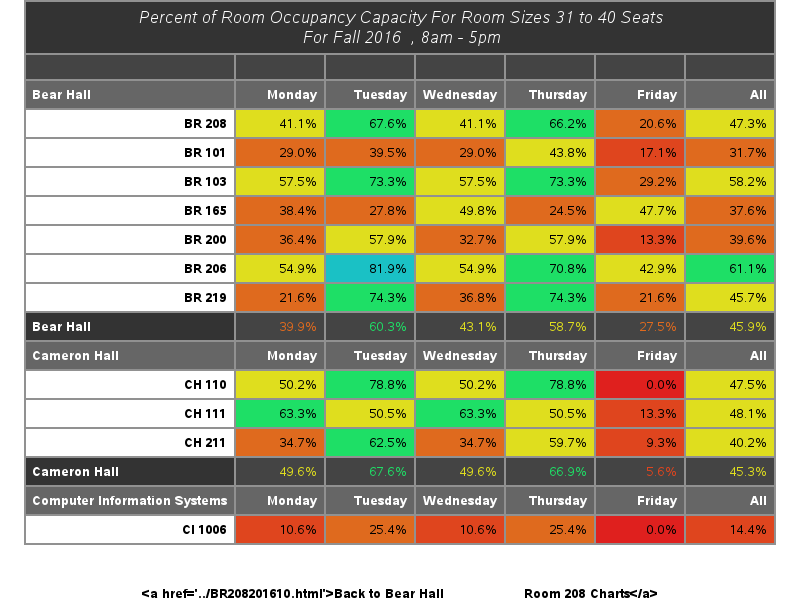 Percent of Room Occupancy Capacity For Room Sizes 31 to 40 Seats
For Fall 2016 , 8am - 5pm
Bear Hall Monday Tuesday Wednesday Thursday Friday All
BR 208 41.1% 67.6% 41.1% 66.2% 20.6% 47.3%
BR 101 29.0% 39.5% 29.0% 43.8% 17.1% 31.7%
BR 103 57.5% 73.3% 57.5% 73.3% 29.2% 58.2%
BR 165 38.4% 27.8% 49.8% 24.5% 47.7% 37.6%
BR 200 36.4% 57.9% 32.7% 57.9% 13.3% 39.6%
BR 206 54.9% 81.9% 54.9% 70.8% 42.9% 61.1%
BR 219 21.6% 74.3% 36.8% 74.3% 21.6% 45.7%
Bear Hall 39.9% 60.3% 43.1% 58.7% 27.5% 45.9%
Cameron Hall Monday Tuesday Wednesday Thursday Friday All
CH 110 50.2% 78.8% 50.2% 78.8% 0.0% 47.5%
CH 111 63.3% 50.5% 63.3% 50.5% 13.3% 48.1%
CH 211 34.7% 62.5% 34.7% 59.7% 9.3% 40.2%
Cameron Hall 49.6% 67.6% 49.6% 66.9% 5.6% 45.3%
Computer Information Systems Monday Tuesday Wednesday Thursday Friday All
CI 1006 10.6% 25.4% 10.6% 25.4% 0.0% 14.4%
<a href='../BR208201610.html'>Back to Bear Hall Room 208 Charts</a>